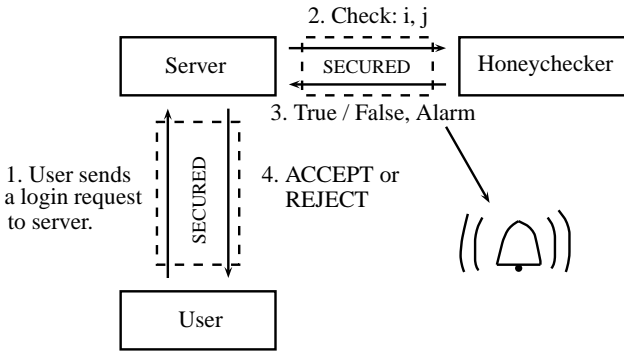 2. Check: i, j
Server
SECURED
Honeychecker
3. True / False, Alarm
1. User sends
a login request
to server.
SECURED
4. ACCEPT or
REJECT
User